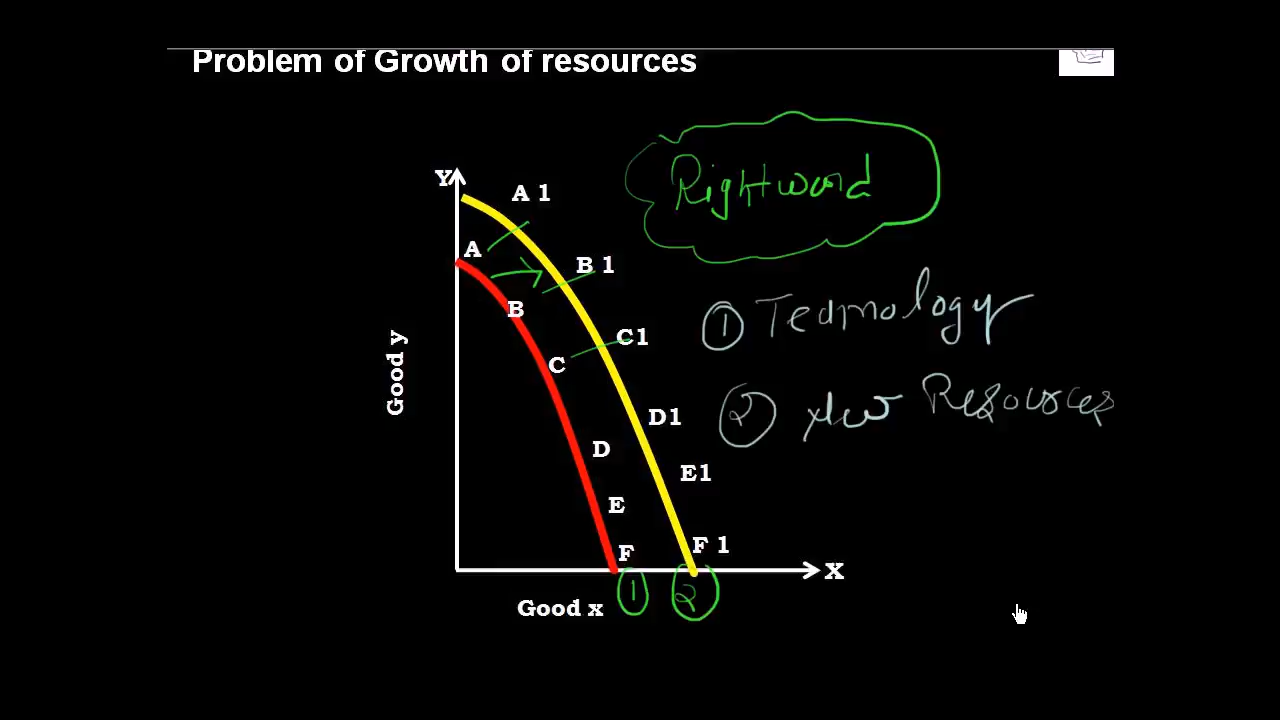 Problem of Growth of resources
Rightward
Y
A 1
A
B 1
B
C1
C
D1
D
E1
E
F 1
F
X
Good y
Good x
1
2
① Technology
② New Resources